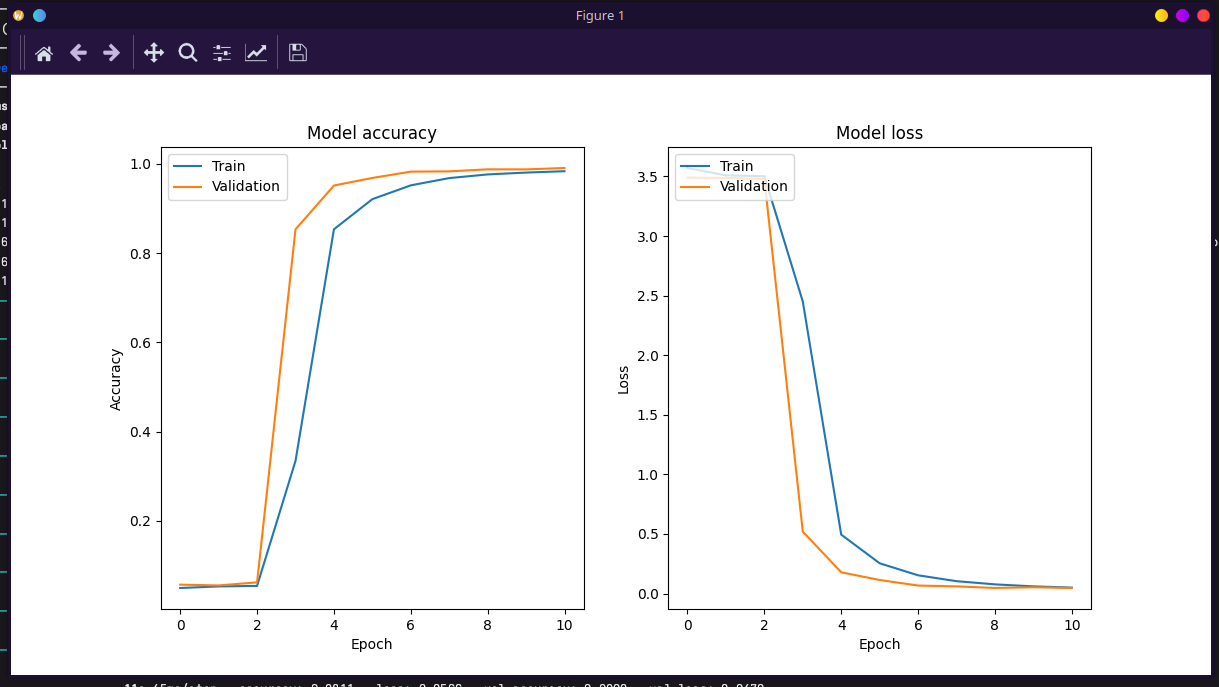 Figure 1
Model accuracy
Train
Validation
1.0
0.8
0.6
0.4
0.2
Accuracy
0 2 4 6 8 10
Epoch
Model loss
Train
Validation
3.5
3.0
2.5
2.0
1.5
1.0
0.5
0.0
Loss
0 2 4 6 8 10
Epoch